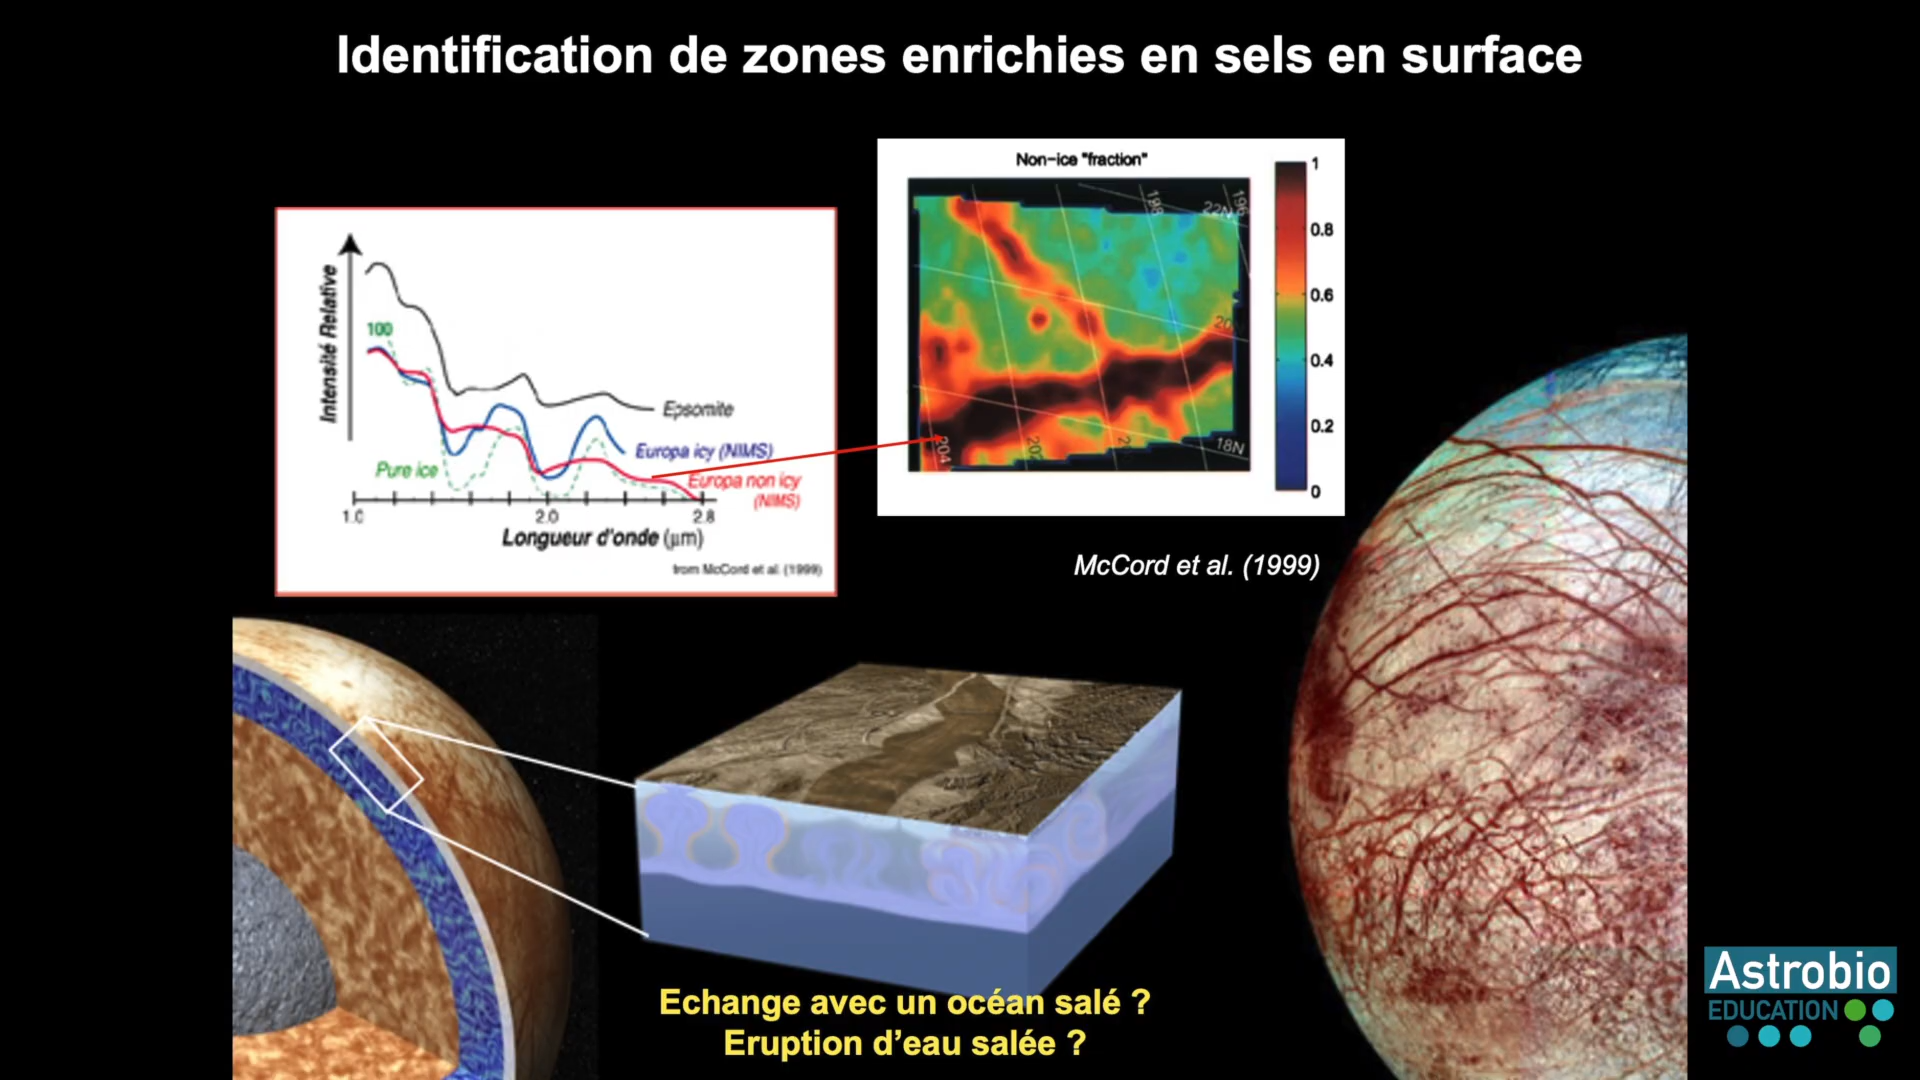 Identification de zones enrichies en sels en surface
Non-ice "fraction"
1
0.8
0.6
0.4
0.2
0
198
196
22N
20N
18N
204
Intensité Relative
100
Epsomite
Europa icy (NIMS)
Pure ice
Europa non icy
(NIMS)
1.0
2.0
2.8
Longueur d'onde (µm)
from McCord et al. (1999)
McCord et al. (1999)
Echange avec un océan salé ?
Eruption d'eau salée ?
Astrobio
EDUCATION